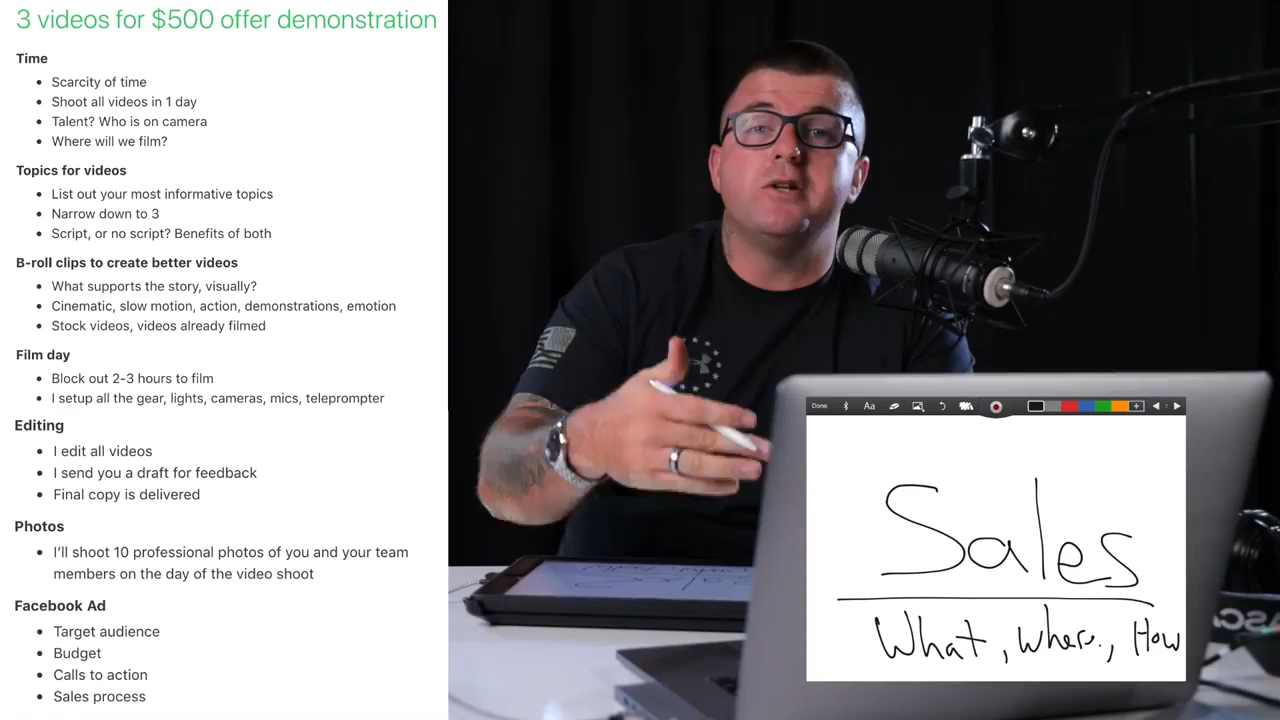 3 videos for $500 offer demonstration
Time
Scarcity of time
Shoot all videos in 1 day
Talent? Who is on camera
Where will we film?
Topics for videos
List out your most informative topics
Narrow down to 3
Script, or no script? Benefits of both
B-roll clips to create better videos
What supports the story, visually?
Cinematic, slow motion, action, demonstrations, emotion
Stock videos, videos already filmed
Film day
Block out 2-3 hours to film
I setup all the gear, lights, cameras, mics, teleprompter
Editing
I edit all videos
I send you a draft for feedback
Final copy is delivered
Photos
I'll shoot 10 professional photos of you and your team
members on the day of the video shoot
Facebook Ad
Target audience
Budget
Calls to action
Sales process
Done Aa
Sales
What, where, How